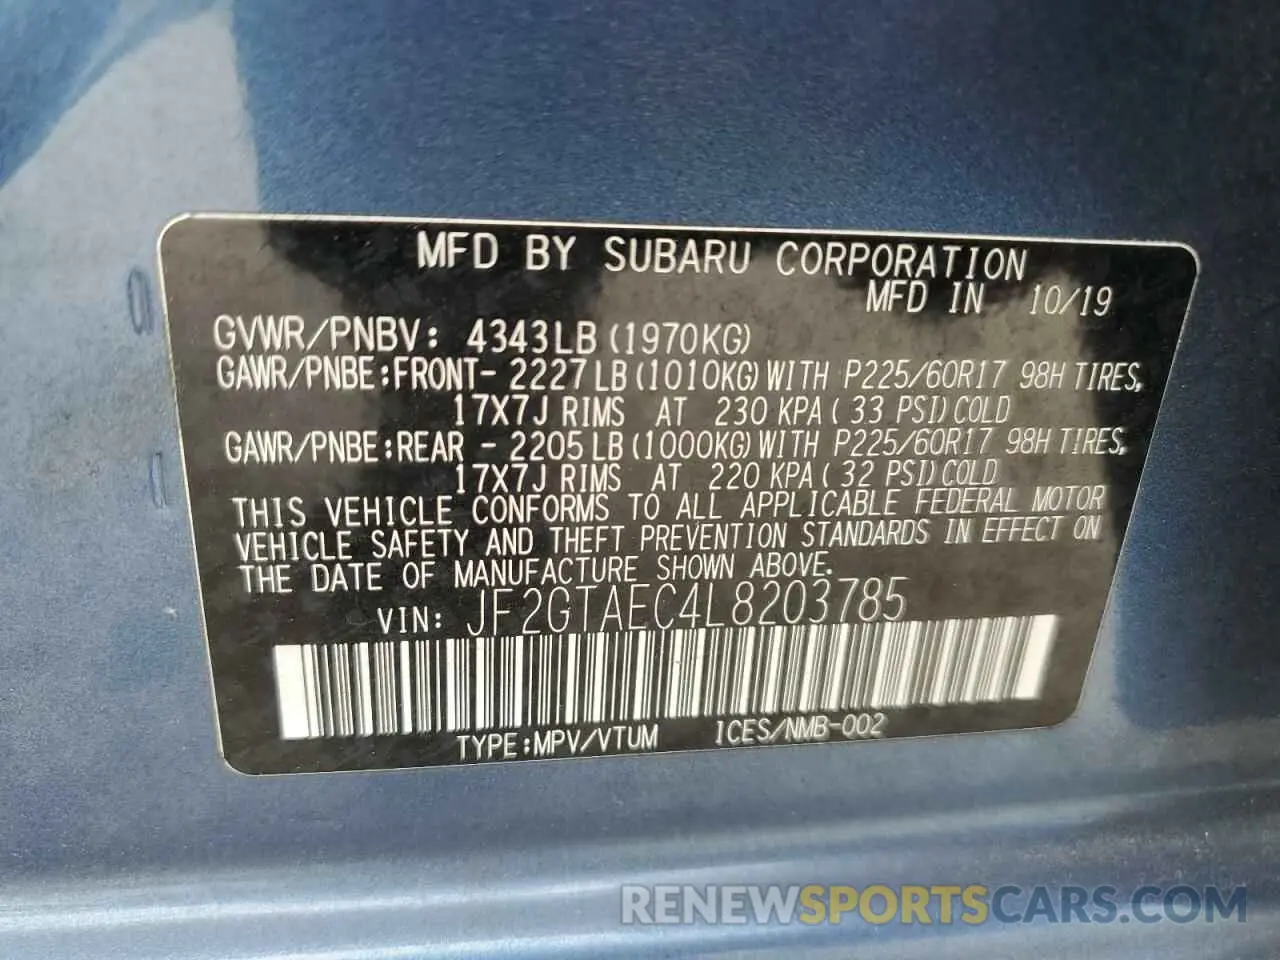 MFD BY SUBARU CORPORATION
MFD IN 10/19
GVWR/PNBV: 4343LB(1970KG)
GAWR/PNBE:FRONT- 2227LB(1010KG)WITH P225/60R17 98H TIRES,
17X7J RIMS AT 230 KPA( 33 PSI)COLD
GAWR/PNBE:REAR - 2205LB(1000KG)WITH P225/60R17 98H TIRES,
17X7J RIMS AT 220 KPA( 32 PSI)COLD
THIS VEHICLE CONFORMS TO ALL APPLICABLE FEDERAL MOTOR
VEHICLE SAFETY AND THEFT PREVENTION STANDARDS IN EFFECT ON
THE DATE OF MANUFACTURE SHOWN ABOVE.
VIN: JF2GTAEC4L8203785
TYPE:MPV/VTUM ICES/NMB-002
RENEWSPORTSCARS.COM